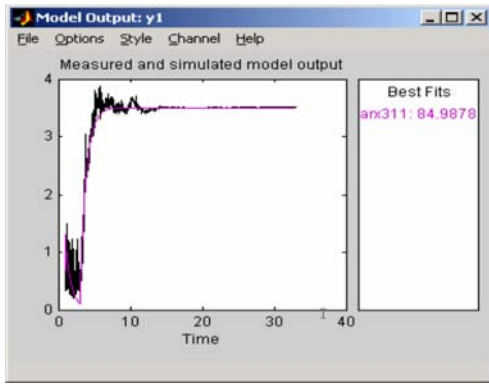 Model Output: y1
File Options Style Channel Help
Measured and simulated model output
4
3
2
1
0
0 10 20 30 40
Time
Best Fits
arx311: 84.9878